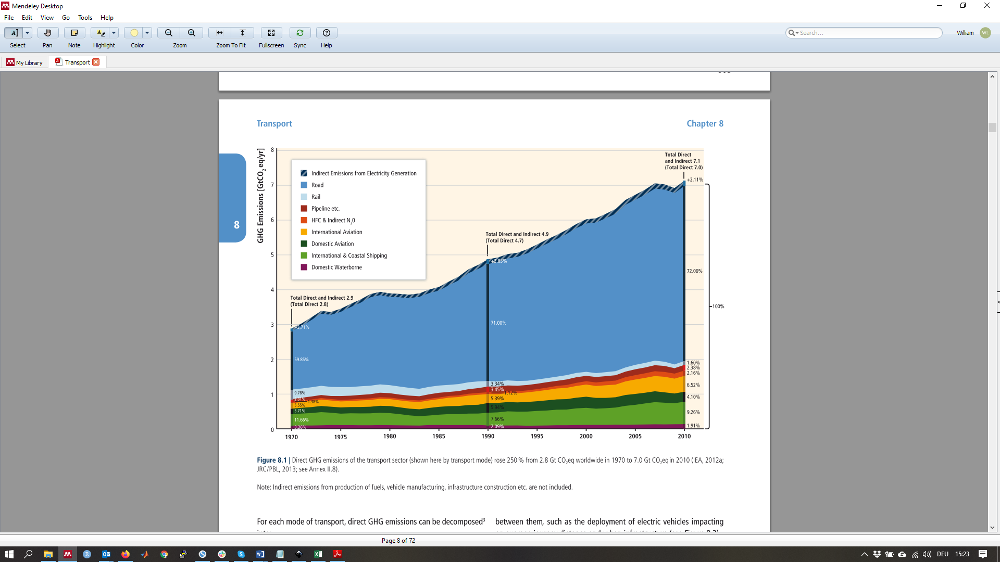 Mendeley Desktop
File Edit View Go Tools Help
Select Pan Note Highlight Color Zoom Zoom To Fit Fullscreen Sync Help
Search...
William WL
My Library Transport
Transport Chapter 8
8
GHG Emissions [GtCO2 eq/yr]
8
7
6
5
4
3
2
1
0
Indirect Emissions from Electricity Generation
Road
Rail
Pipeline etc.
HFC & Indirect N20
International Aviation
Domestic Aviation
International & Coastal Shipping
Domestic Waterborne
Total Direct and Indirect 2.9
(Total Direct 2.8)
+2,71%
59.85%
9.78%
2.81%
1.38%
5.55%
5.71%
11.66%
3.26%
Total Direct and Indirect 4.9
(Total Direct 4.7)
+2.83%
71.00%
3.34%
3.45%
1.12%
5.39%
5.94%
7.66%
2.09%
Total Direct
and Indirect 7.1
(Total Direct 7.0)
+2.11%
72.06%
100%
1.60%
2.38%
2.16%
6.52%
4.10%
9.26%
1.91%
1970 1975 1980 1985 1990 1995 2000 2005 2010
Figure 8.1 | Direct GHG emissions of the transport sector (shown here by transport mode) rose 250 % from 2.8 Gt CO2eq worldwide in 1970 to 7.0 Gt CO2eq in 2010 (IEA, 2012a;
JRC/PBL, 2013; see Annex II.8).
Note: Indirect emissions from production of fuels, vehicle manufacturing, infrastructure construction etc. are not included.
For each mode of transport, direct GHG emissions can be decomposed3
between them, such as the deployment of electric vehicles impacting
Page 8 of 72
DEU 15:23